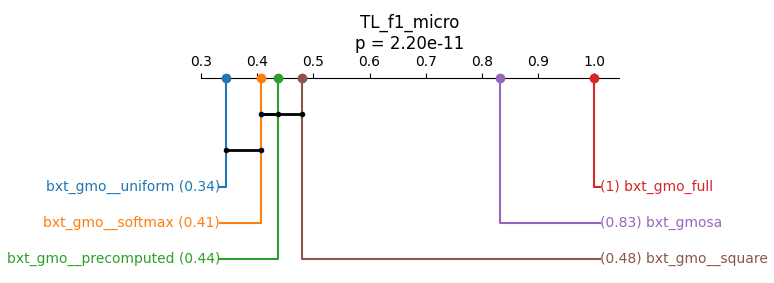 TL_f1_micro
p = 2.20e-11
0.3 0.4 0.5 0.6 0.7 0.8 0.9 1.0
bxt_gmo__uniform (0.34) (1) bxt_gmo_full
bxt_gmo__softmax (0.41) (0.83) bxt_gmosa
bxt_gmo__precomputed (0.44) (0.48) bxt_gmo__square